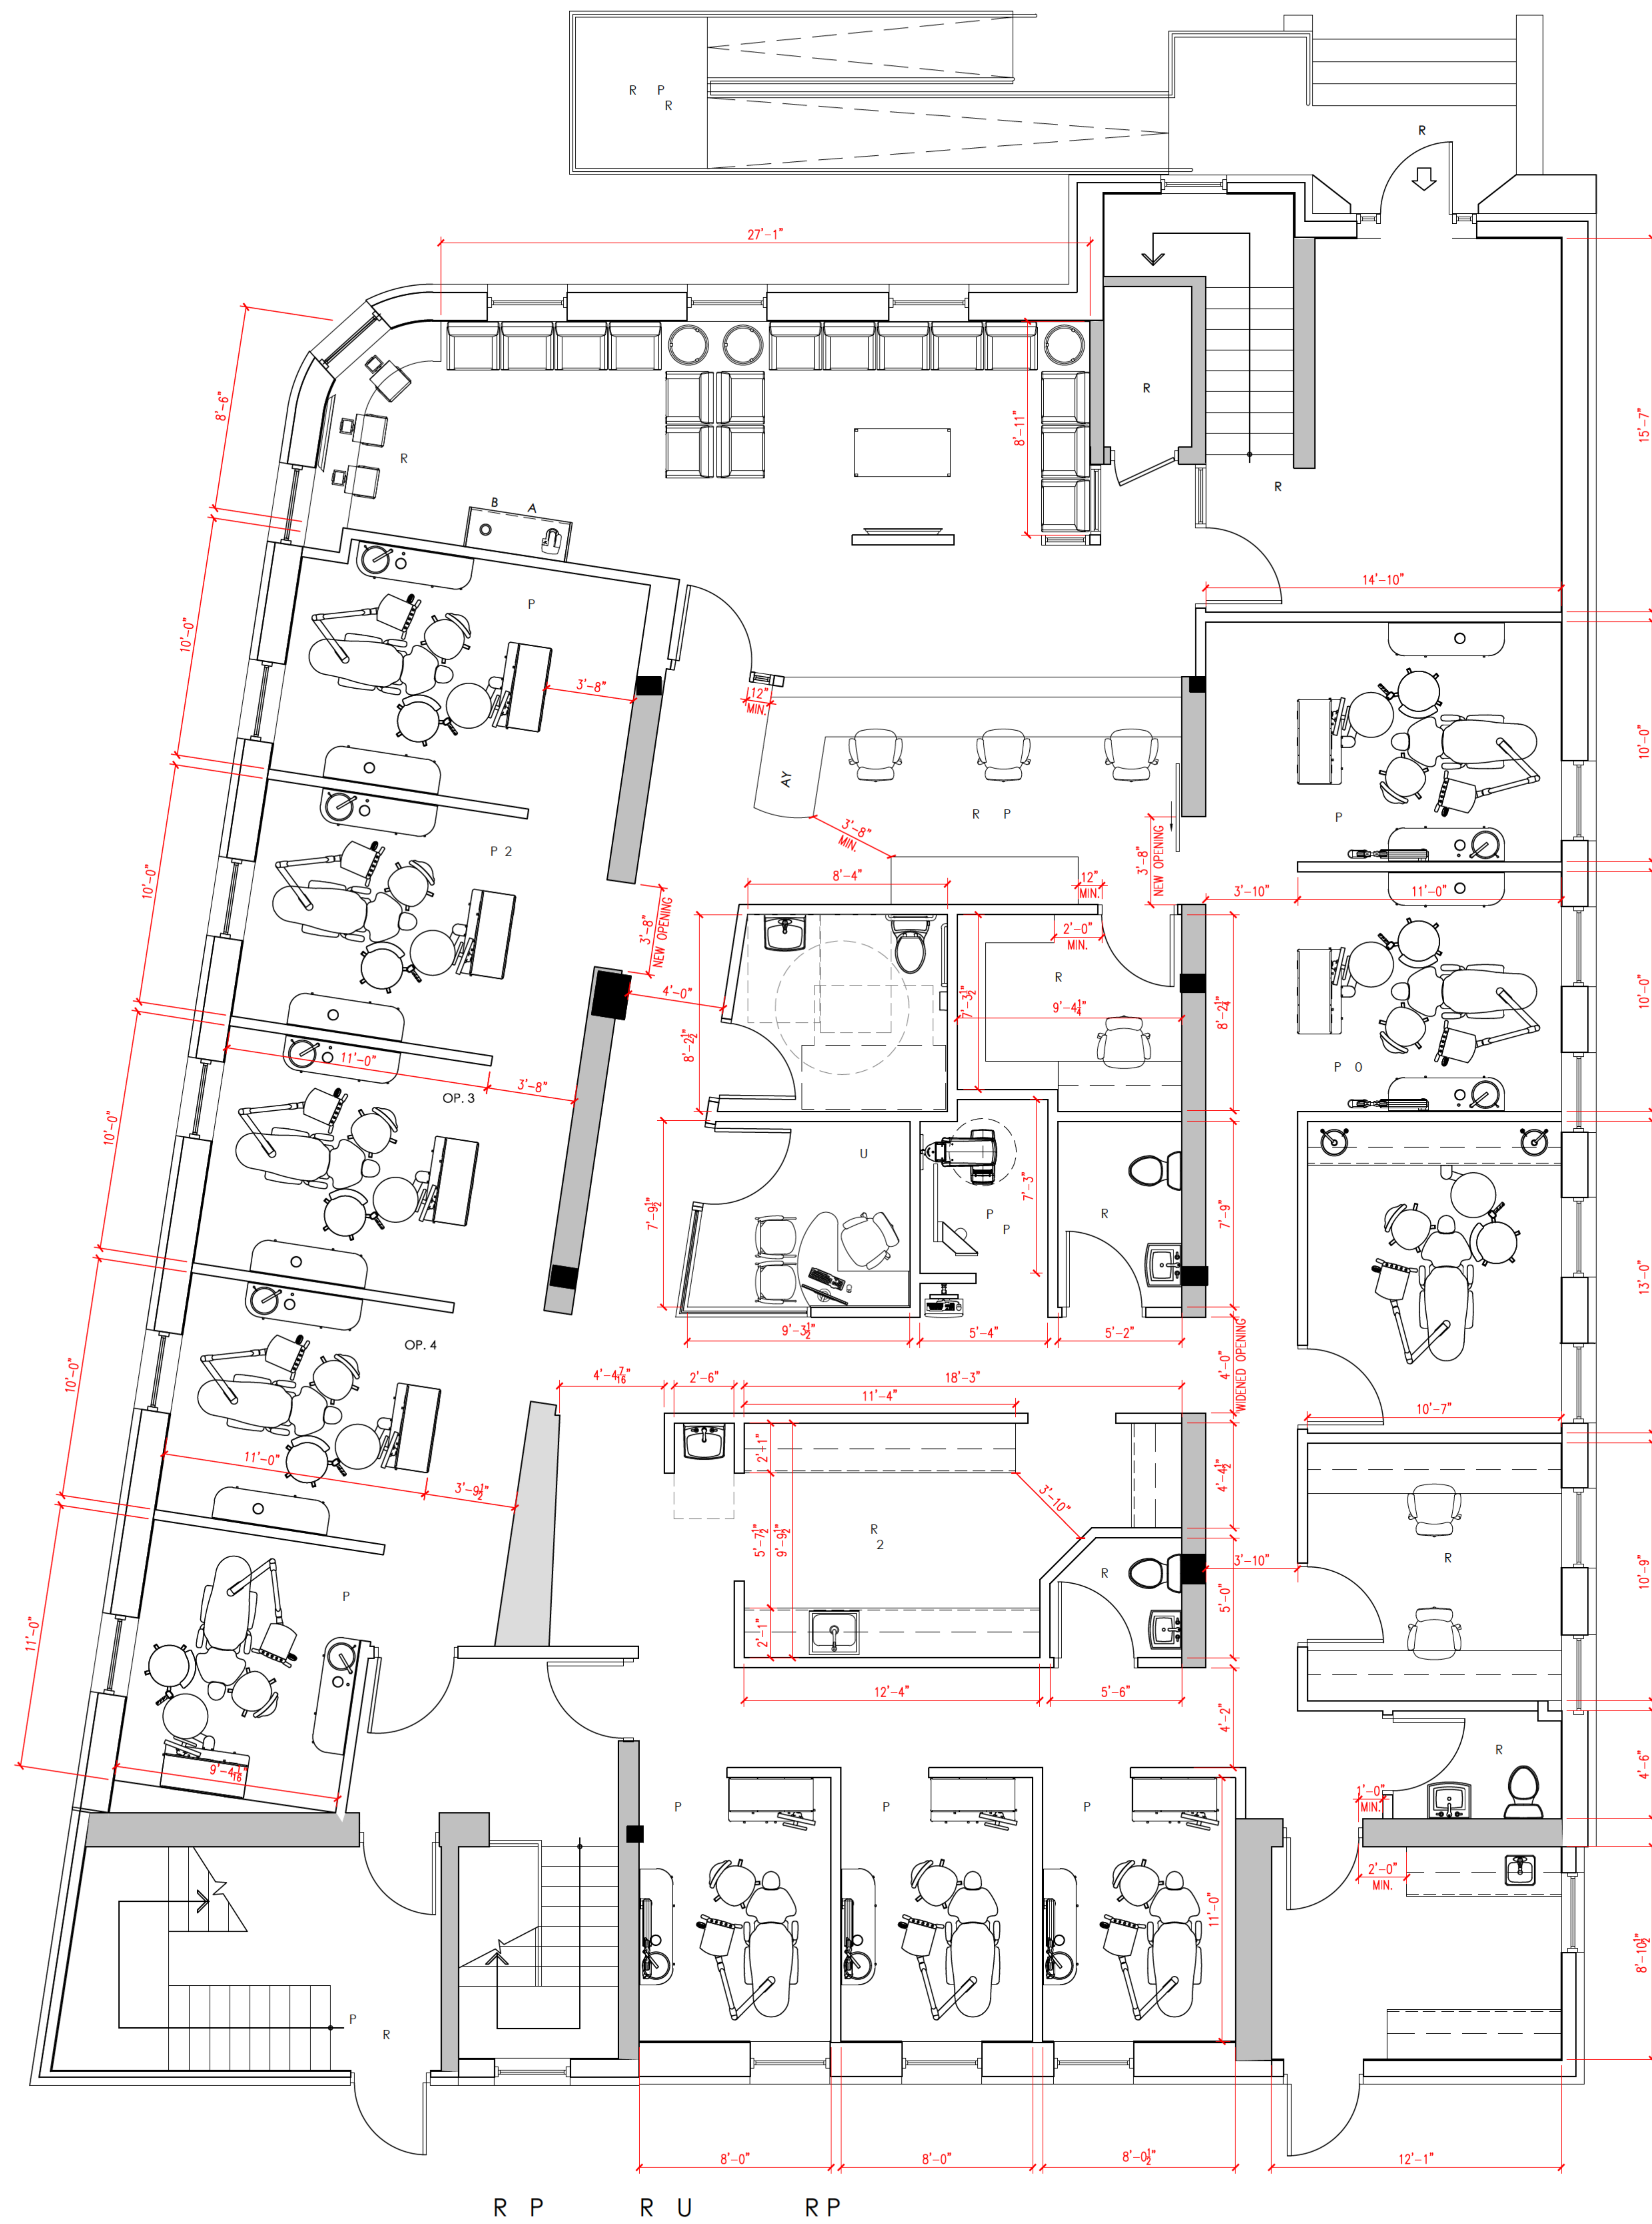 R P
R
R
27'-1"
8'-6"
15'-7"
R
8'-11"
R
B A
R
14'-10"
10'-0"
P
3'-8"
12"
MIN.
10'-0"
AY
R P
P
P 2
3'-8"
MIN.
3'-8"
NEW OPENING
10'-0"
8'-4"
12"
MIN.
3'-10"
11'-0"
3'-8"
NEW OPENING
2'-0"
MIN.
R
7'-3½"
9'-4¼"
8'-2¼"
10'-0"
4'-0"
8'-2½"
11'-0"
3'-8"
OP. 3
P 0
10'-0"
U
7'-9½"
7'-3"
P
P
R
7'-9"
13'-0"
9'-3½"
5'-4"
5'-2"
OP. 4
10'-0"
4'-0"
WIDENED OPENING
4'-4 7/16"
2'-6"
18'-3"
11'-4"
10'-7"
2'-1"
11'-0"
3'-9½"
4'-4½"
3'-10"
5'-7½"
9'-9½"
R
2
R
3'-10"
R
10'-9"
11'-0"
P
5'-0"
2'-1"
12'-4"
5'-6"
4'-2"
R
4'-6"
9'-4 1/16"
P
P
P
1'-0"
MIN.
2'-0"
MIN.
11'-0"
8'-10½"
P
R
8'-0"
8'-0"
8'-0½"
12'-1"
R P R U R P